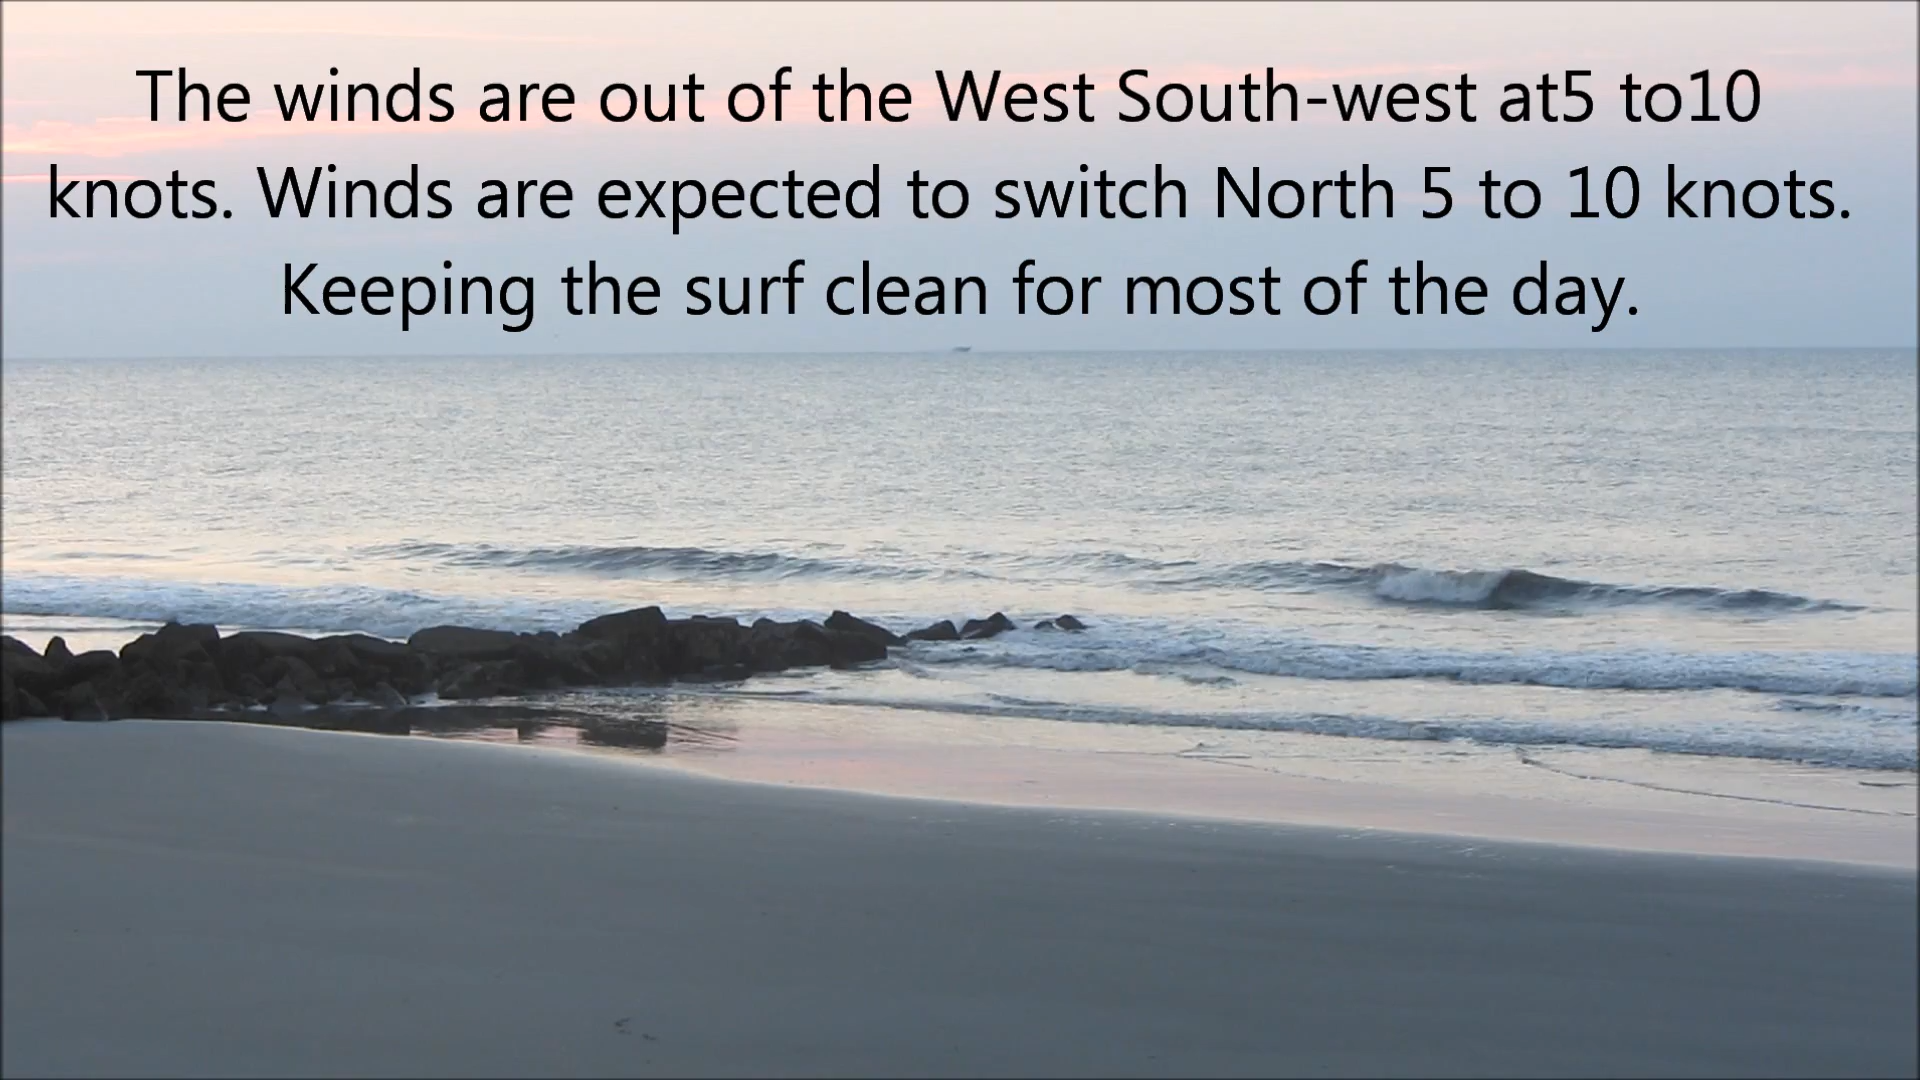 The winds are out of the West South-west at5 to10
knots. Winds are expected to switch North 5 to 10 knots.
Keeping the surf clean for most of the day.